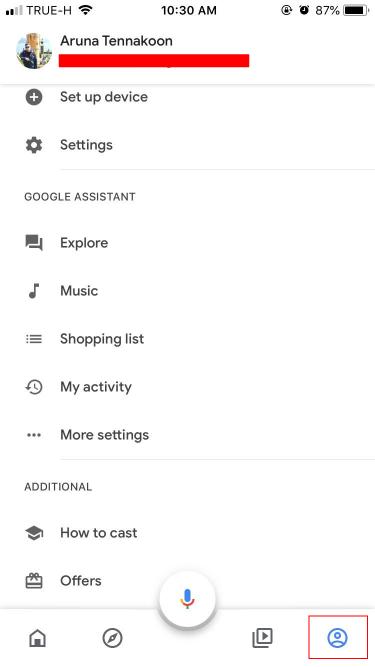 TRUE-H 10:30 AM 87%
Aruna Tennakoon
Set up device
Settings
GOOGLE ASSISTANT
Explore
Music
Shopping list
My activity
More settings
ADDITIONAL
How to cast
Offers